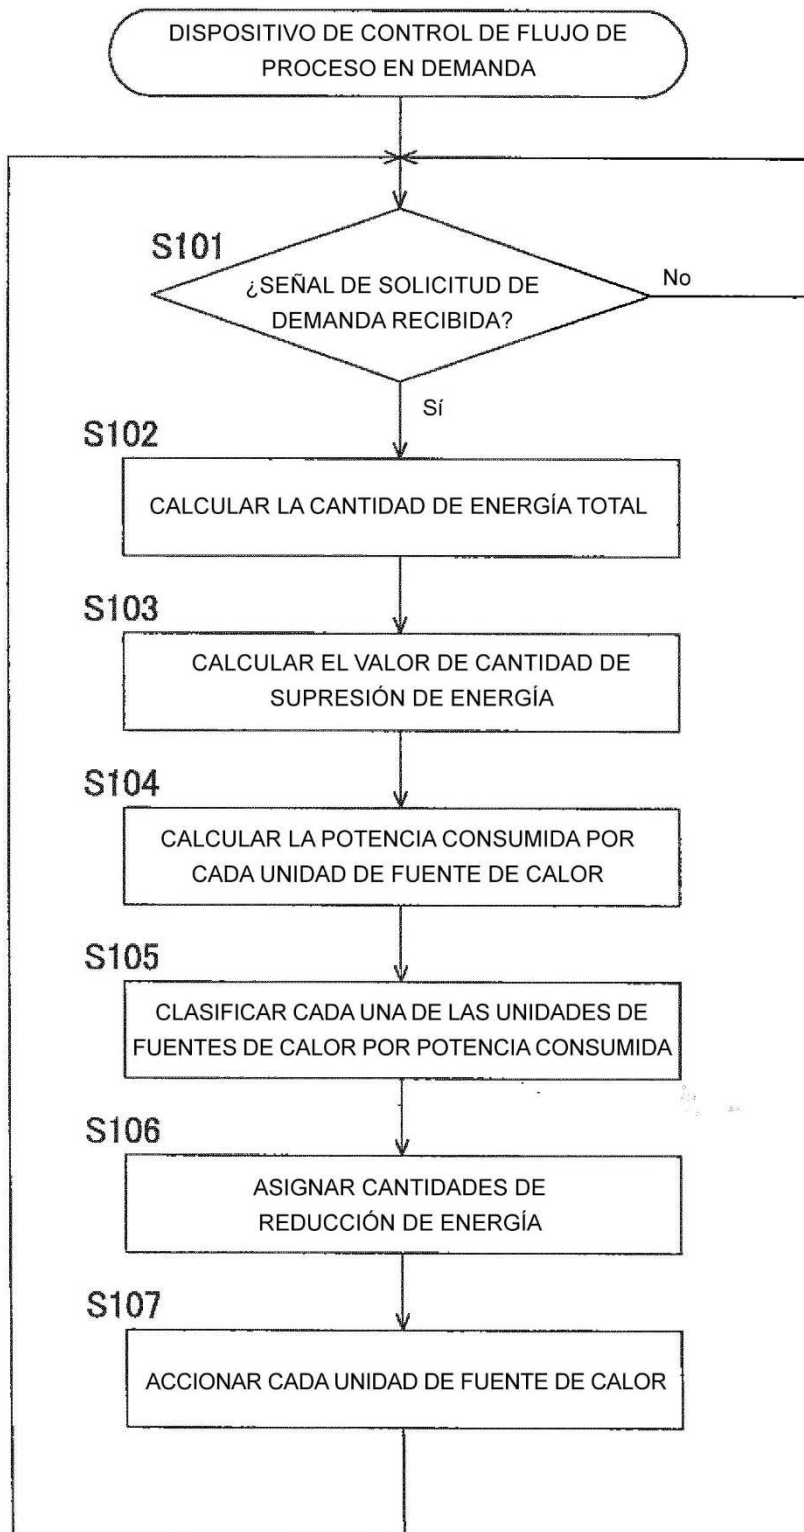 DISPOSITIVO DE CONTROL DE FLUJO DE
PROCESO EN DEMANDA
S101
¿SEÑAL DE SOLICITUD DE
DEMANDA RECIBIDA?
No
Sí
S102
CALCULAR LA CANTIDAD DE ENERGÍA TOTAL
S103
CALCULAR EL VALOR DE CANTIDAD DE
SUPRESIÓN DE ENERGÍA
S104
CALCULAR LA POTENCIA CONSUMIDA POR
CADA UNIDAD DE FUENTE DE CALOR
S105
CLASIFICAR CADA UNA DE LAS UNIDADES DE
FUENTES DE CALOR POR POTENCIA CONSUMIDA
S106
ASIGNAR CANTIDADES DE
REDUCCIÓN DE ENERGÍA
S107
ACCIONAR CADA UNIDAD DE FUENTE DE CALOR